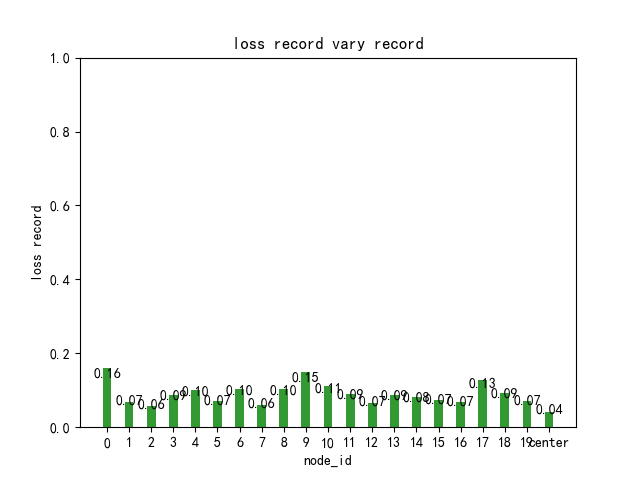 loss record vary record
1.0
0.8
0.6
0.4
0.2
0.0
loss record
0.16 0.07 0.06 0.09 0.10 0.07 0.10 0.06 0.10 0.15 0.11 0.09 0.07 0.09 0.08 0.07 0.07 0.13 0.09 0.07 0.04
0 1 2 3 4 5 6 7 8 9 10 11 12 13 14 15 16 17 18 19 center
node_id